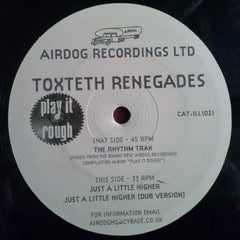 AIRDOG RECORDINGS LTD
TOXTETH RENEGADES
play it
rough
CAT:ILL1021
THAT SIDE - 45 RPM
THE RHYTHM TRAK
(TAKEN FROM THE BRAND NEW AIRDOG RECORDINGS
COMPILATION ALBUM "PLAY IT ROUGH")
THIS SIDE - 33 RPM
JUST A LITTLE HIGHER
JUST A LITTLE HIGHER (DUB VERSION)
FOR INFORMATION EMAIL
AIRDOGHQ@CYBASE.CO.UK